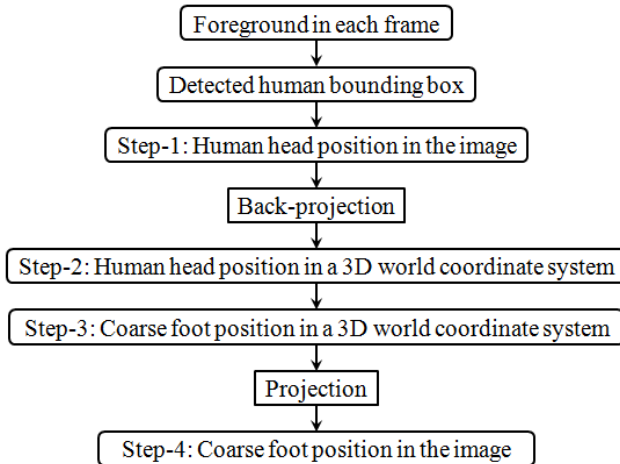 Foreground in each frame
Detected human bounding box
Step-1: Human head position in the image
Back-projection
Step-2: Human head position in a 3D world coordinate system
Step-3: Coarse foot position in a 3D world coordinate system
Projection
Step-4: Coarse foot position in the image